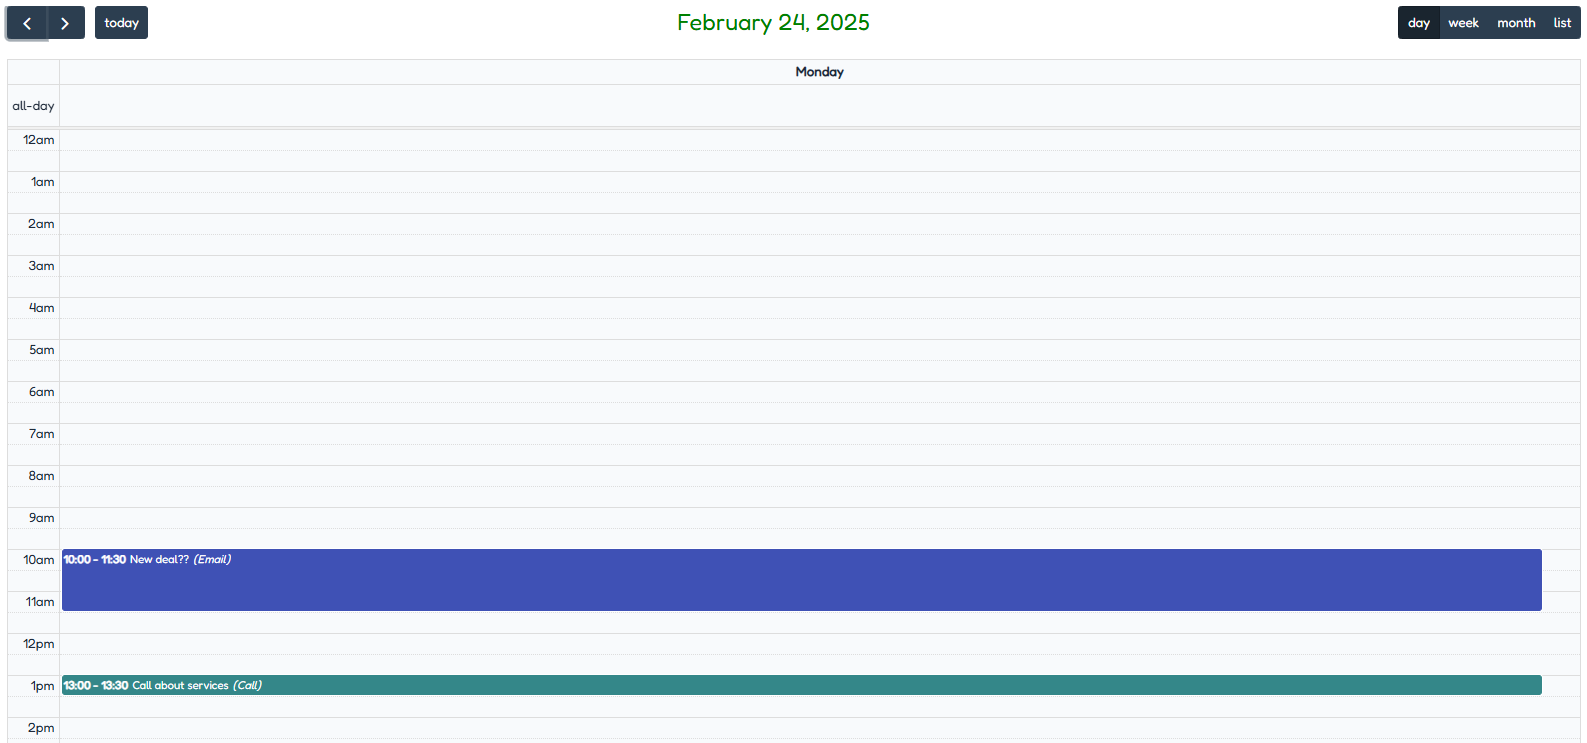 today
February 24, 2025
day week month list
Monday
all-day
12am
1am
2am
3am
4am
5am
6am
7am
8am
9am
10am
10:00 - 11:30 New deal?? (Email)
11am
12pm
1pm
13:00 - 13:30 Call about services (Call)
2pm